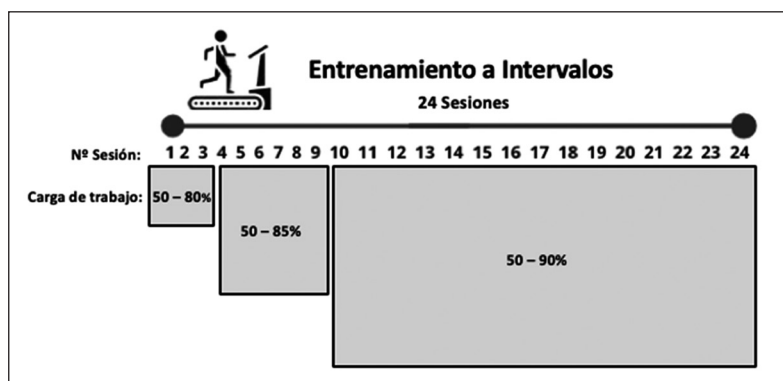 Entrenamiento a Intervalos
24 Sesiones
Nº Sesión: 1 2 3 4 5 6 7 8 9 10 11 12 13 14 15 16 17 18 19 20 21 22 23 24
Carga de trabajo: 50 – 80%
50 – 85%
50 – 90%